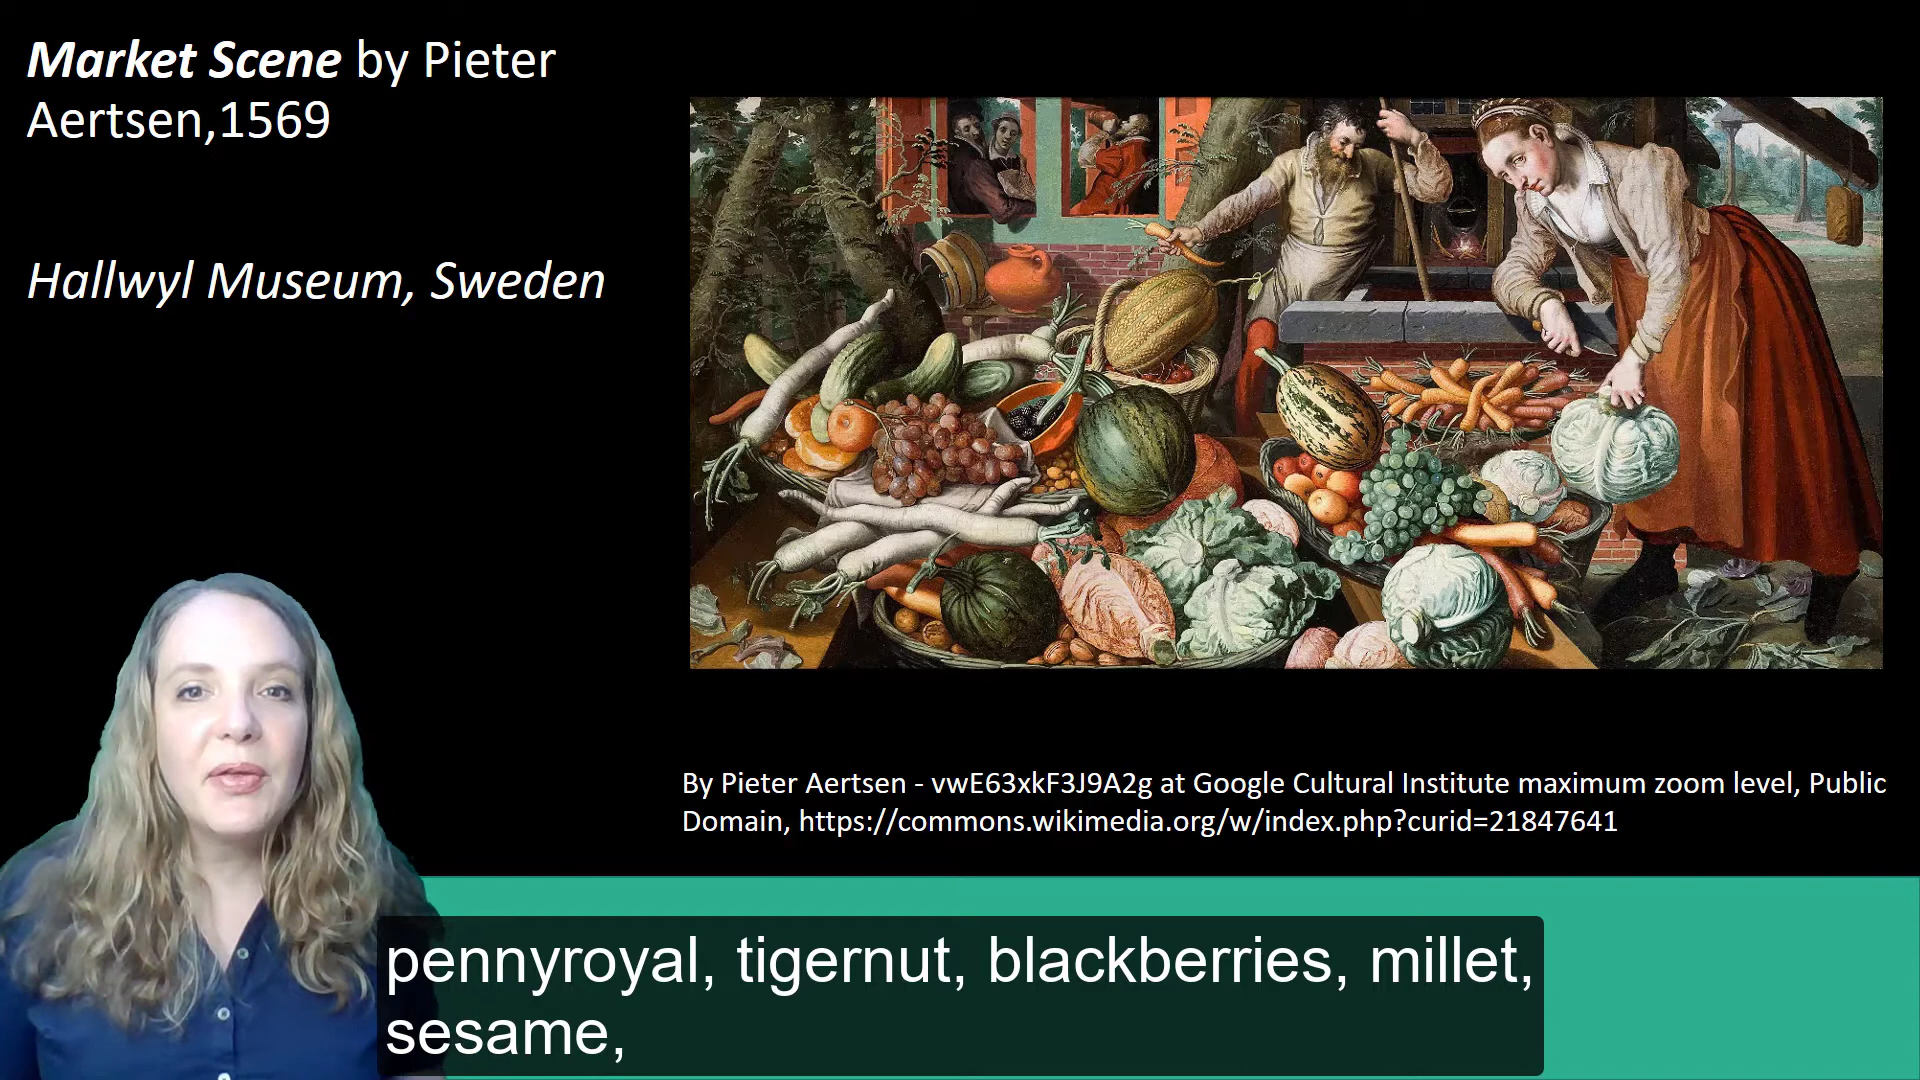 Market Scene by Pieter
Aertsen,1569
Hallwyl Museum, Sweden
By Pieter Aertsen - vwE63xkF3J9A2g at Google Cultural Institute maximum zoom level, Public
Domain, https://commons.wikimedia.org/w/index.php?curid=21847641
pennyroyal, tigernut, blackberries, millet,
sesame,